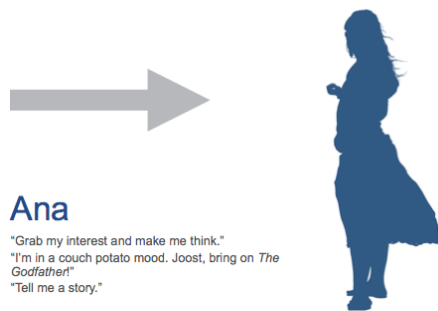 Ana
"Grab my interest and make me think."
"I'm in a couch potato mood. Joost, bring on The
Godfather!"
"Tell me a story."